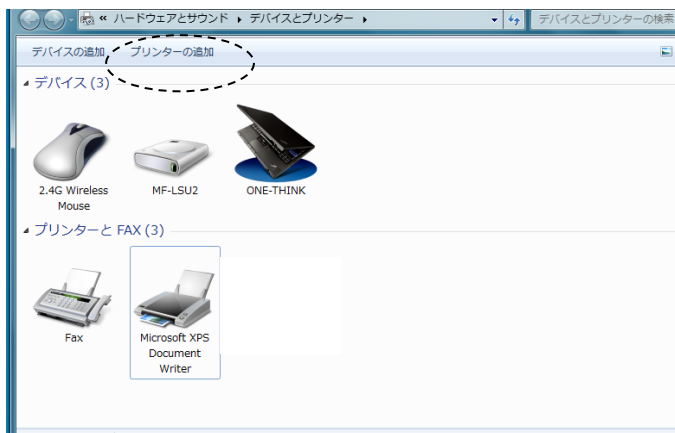 « ハードウェアとサウンド ▸ デバイスとプリンター ▸ デバイスとプリンターの検索
デバイスの追加 プリンターの追加
デバイス (3)
2.4G Wireless
Mouse
MF-LSU2
ONE-THINK
プリンターと FAX (3)
Fax
Microsoft XPS
Document
Writer